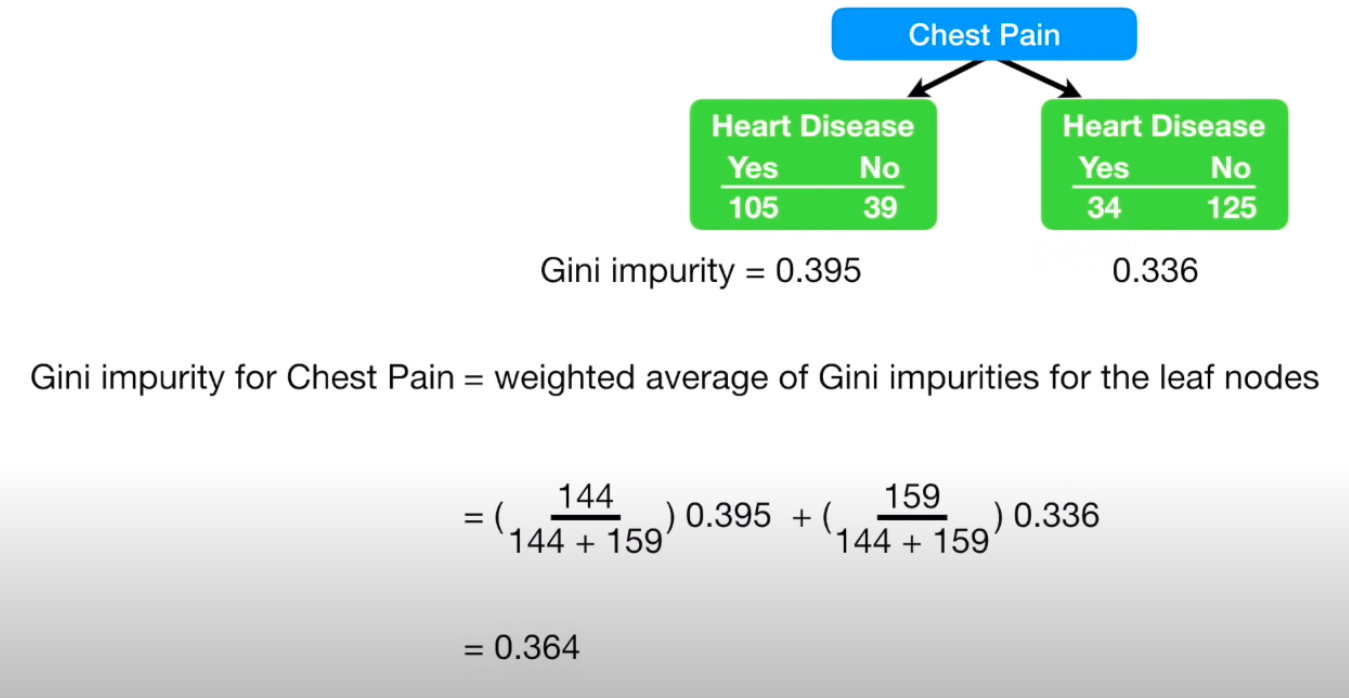 Chest Pain
Heart Disease
Yes No
105 39
Heart Disease
Yes No
34 125
Gini impurity = 0.395
0.336
Gini impurity for Chest Pain = weighted average of Gini impurities for the leaf nodes
= ( 144 / 144 + 159 ) 0.395 + ( 159 / 144 + 159 ) 0.336
= 0.364